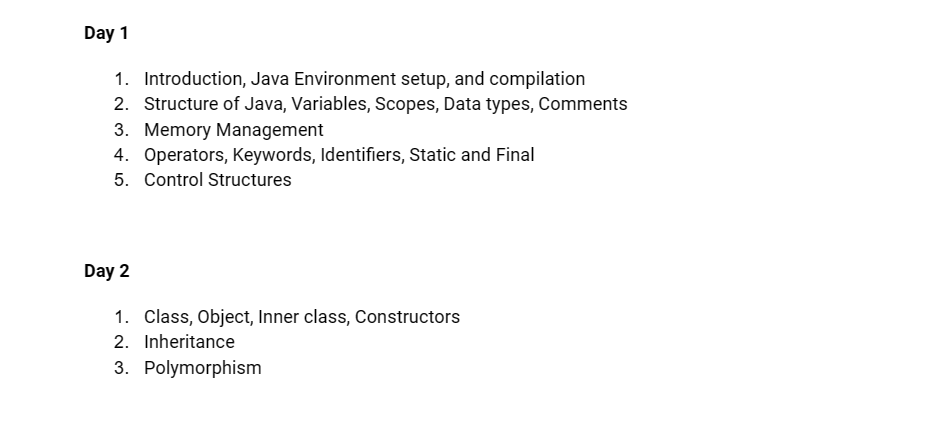 Day 1
1. Introduction, Java Environment setup, and compilation
2. Structure of Java, Variables, Scopes, Data types, Comments
3. Memory Management
4. Operators, Keywords, Identifiers, Static and Final
5. Control Structures
Day 2
1. Class, Object, Inner class, Constructors
2. Inheritance
3. Polymorphism